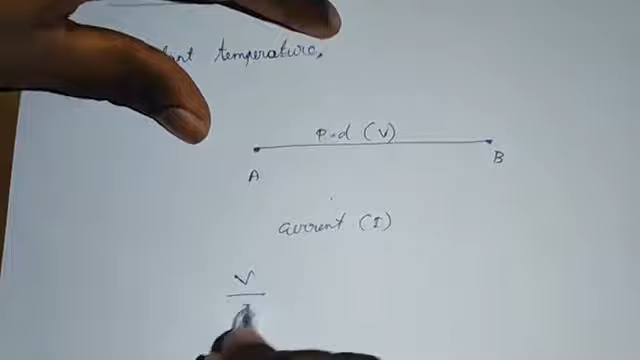 temperature.
P.d (V)
A
B
current (I)
V
I